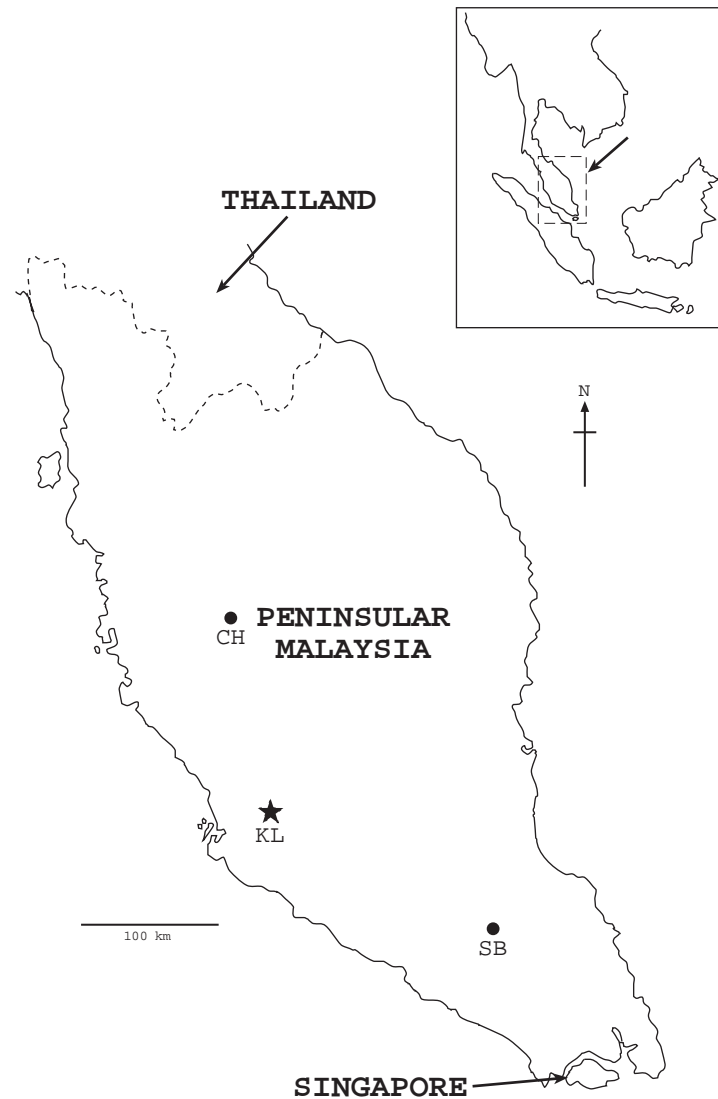 THAILAND
N
PENINSULAR
MALAYSIA
CH
KL
100 km
SB
SINGAPORE